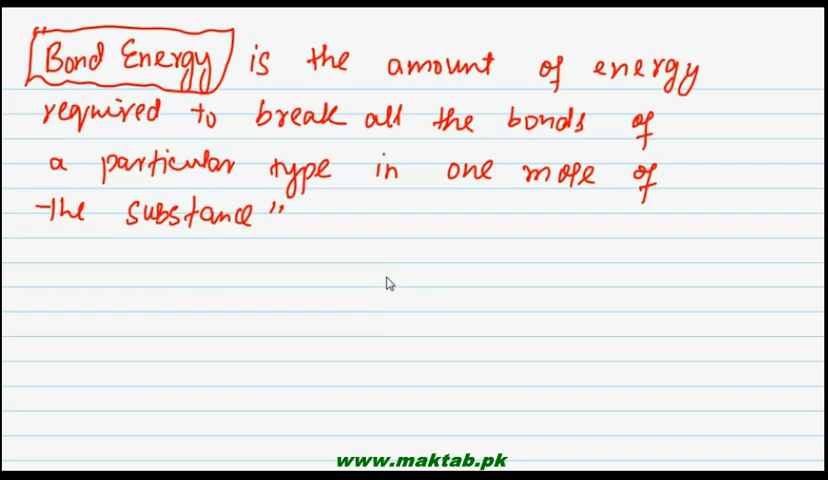 "Bond Energy is the amount of energy
required to break all the bonds of
a particular type in one mole of
the substance"
www.maktab.pk